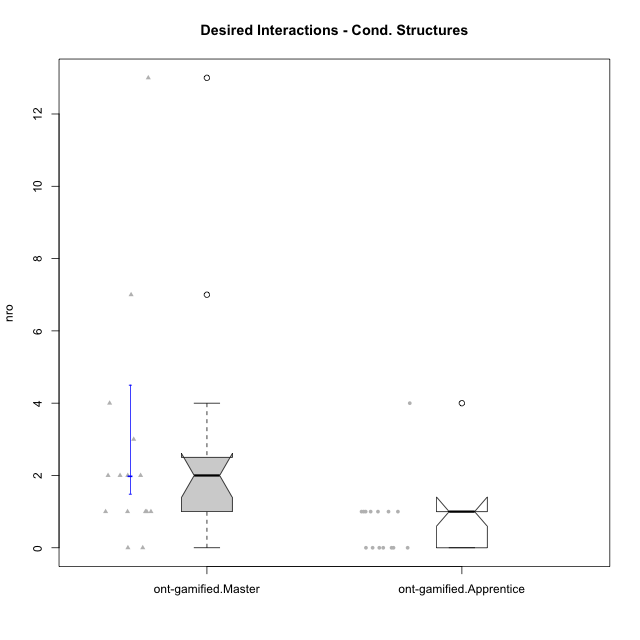 Desired Interactions - Cond. Structures
12
10
8
6
4
2
0
nro
ont-gamified.Master
ont-gamified.Apprentice